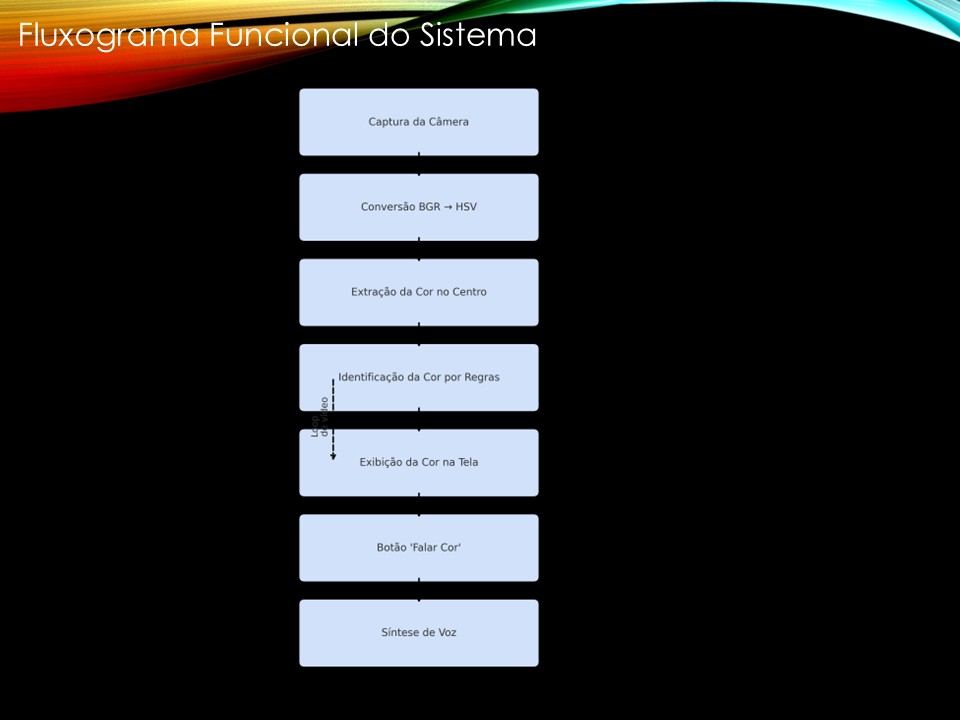 Fluxograma Funcional do Sistema
Captura da Câmera
Conversão BGR → HSV
Extração da Cor no Centro
Identificação da Cor por Regras
Loop
de vídeo
Exibição da Cor na Tela
Botão 'Falar Cor'
Síntese de Voz